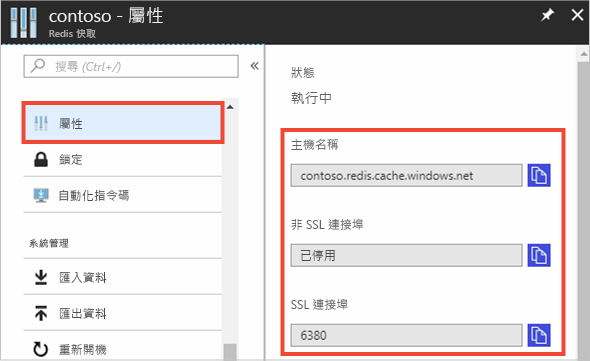 contoso - 屬性
Redis 快取
搜尋 (Ctrl+/)
屬性
鎖定
自動化指令碼
系統管理
匯入資料
匯出資料
重新開機
狀態
執行中
主機名稱
contoso.redis.cache.windows.net
非 SSL 連接埠
已停用
SSL 連接埠
6380